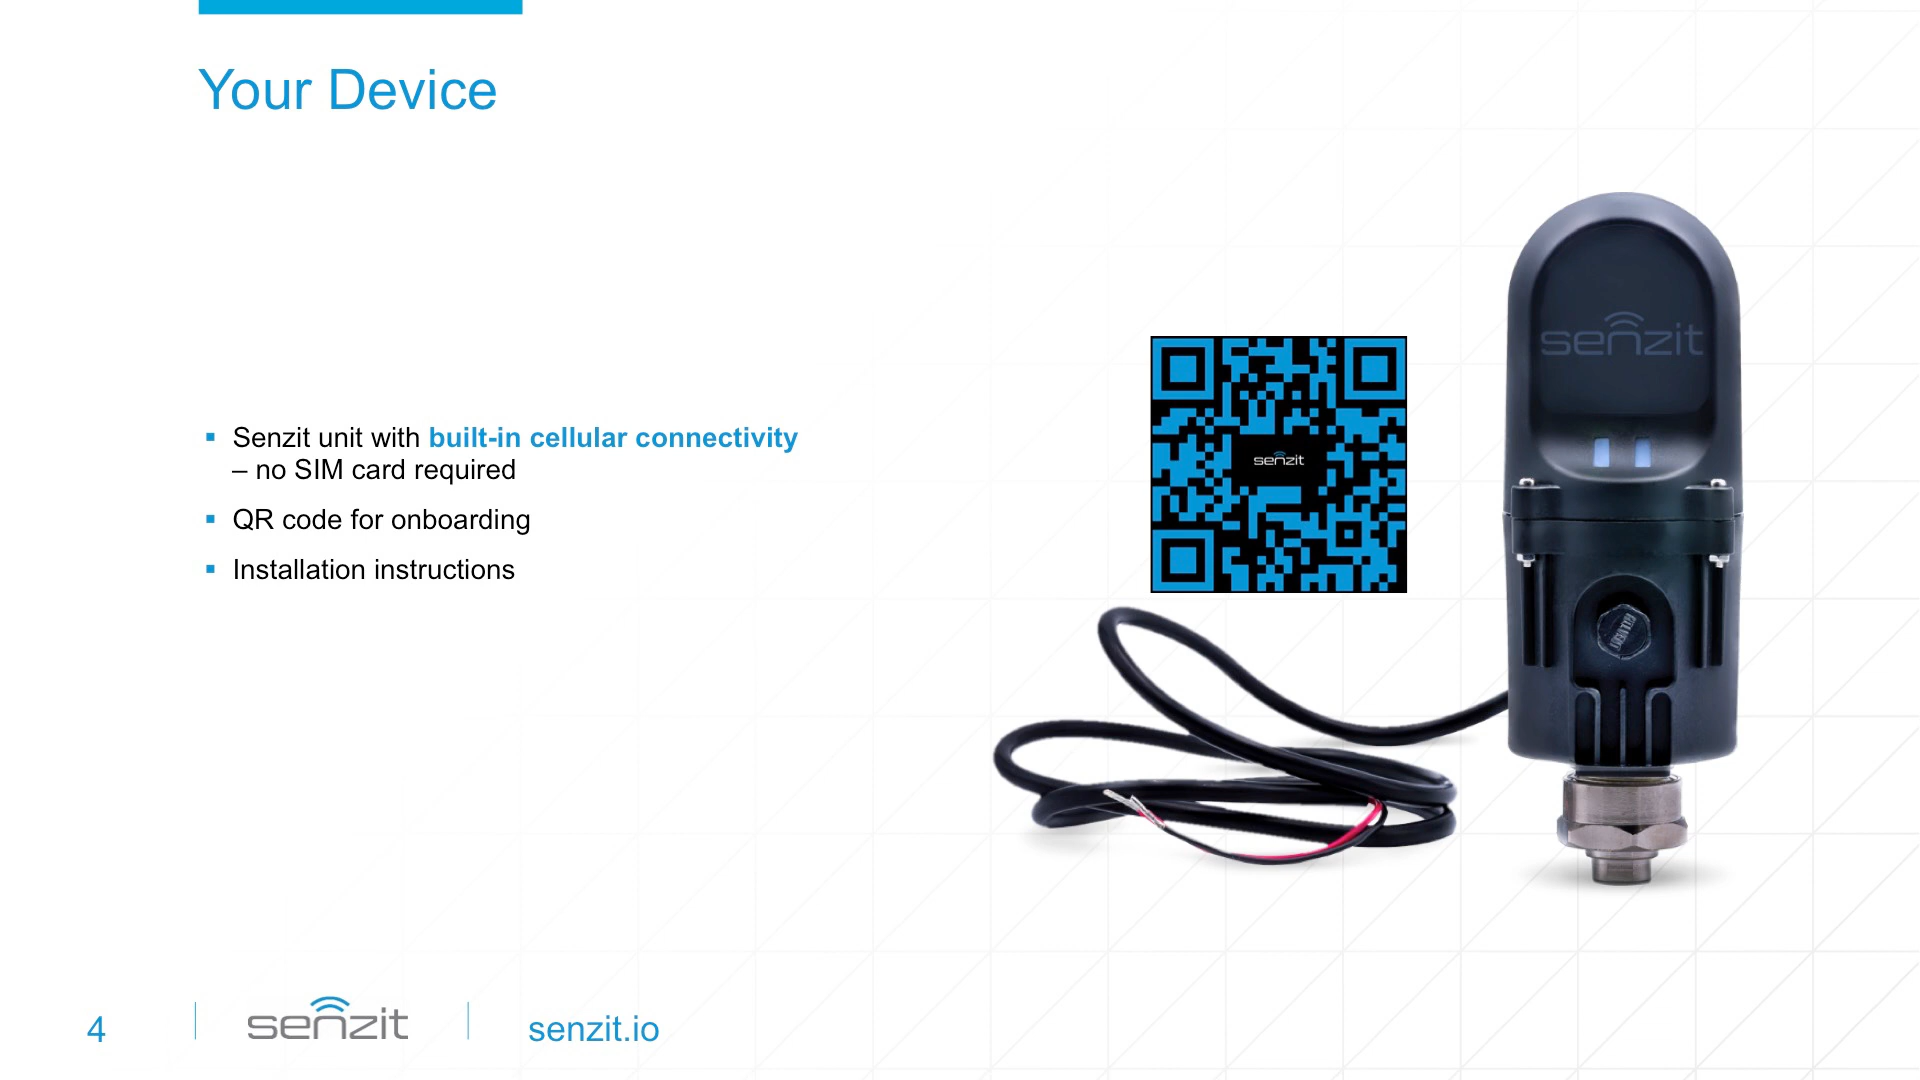 Your Device
▪ Senzit unit with built-in cellular connectivity
– no SIM card required
▪ QR code for onboarding
▪ Installation instructions
senzit
senzit
4
senzit
senzit.io